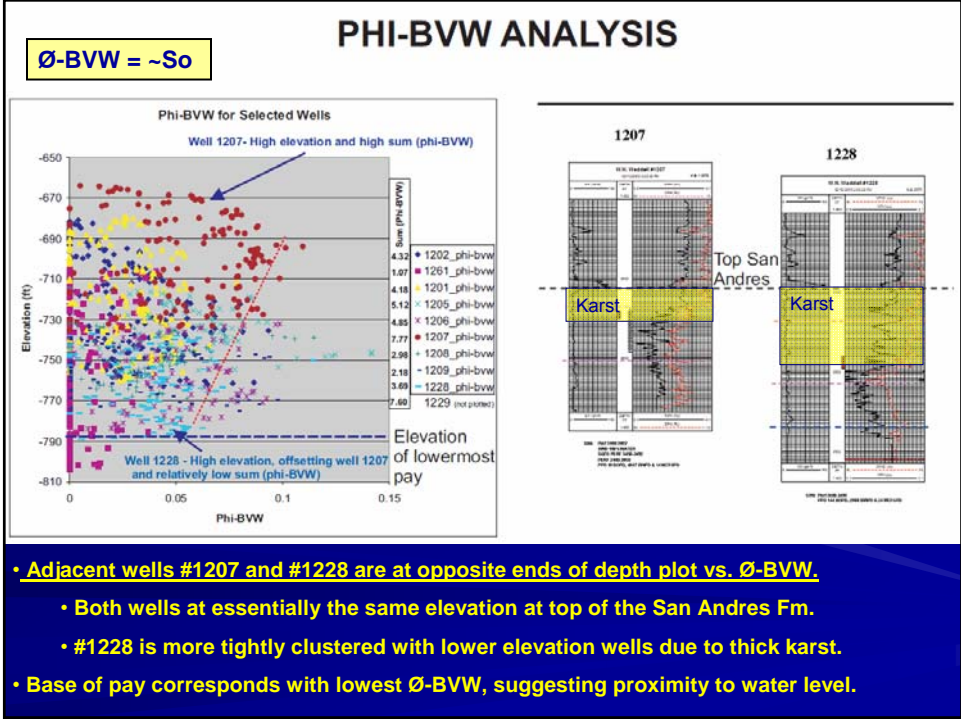 PHI-BVW ANALYSIS
Ø-BVW = ~So
Phi-BVW for Selected Wells
Well 1207- High elevation and high sum (phi-BVW)
-650
-670
-690
-710
-730
-750
-770
-790
-810
Elevation (ft)
0
0.05
0.1
0.15
Phi-BVW
Sum (Phi-BVW)
4.32 1202_phi-bvw
1.07 1261_phi-bvw
4.18 1201_phi-bvw
5.12 1205_phi-bvw
4.85 1206_phi-bvw
7.77 1207_phi-bvw
2.98 1208_phi-bvw
2.18 1209_phi-bvw
3.69 1228_phi-bvw
7.60 1229 (not plotted)
Elevation
of lowermost
pay
Well 1228 - High elevation, offsetting well 1207
and relatively low sum (phi-BVW)
1207
1228
Top San
Andres
Karst
Karst
• Adjacent wells #1207 and #1228 are at opposite ends of depth plot vs. Ø-BVW.
• Both wells at essentially the same elevation at top of the San Andres Fm.
• #1228 is more tightly clustered with lower elevation wells due to thick karst.
• Base of pay corresponds with lowest Ø-BVW, suggesting proximity to water level.